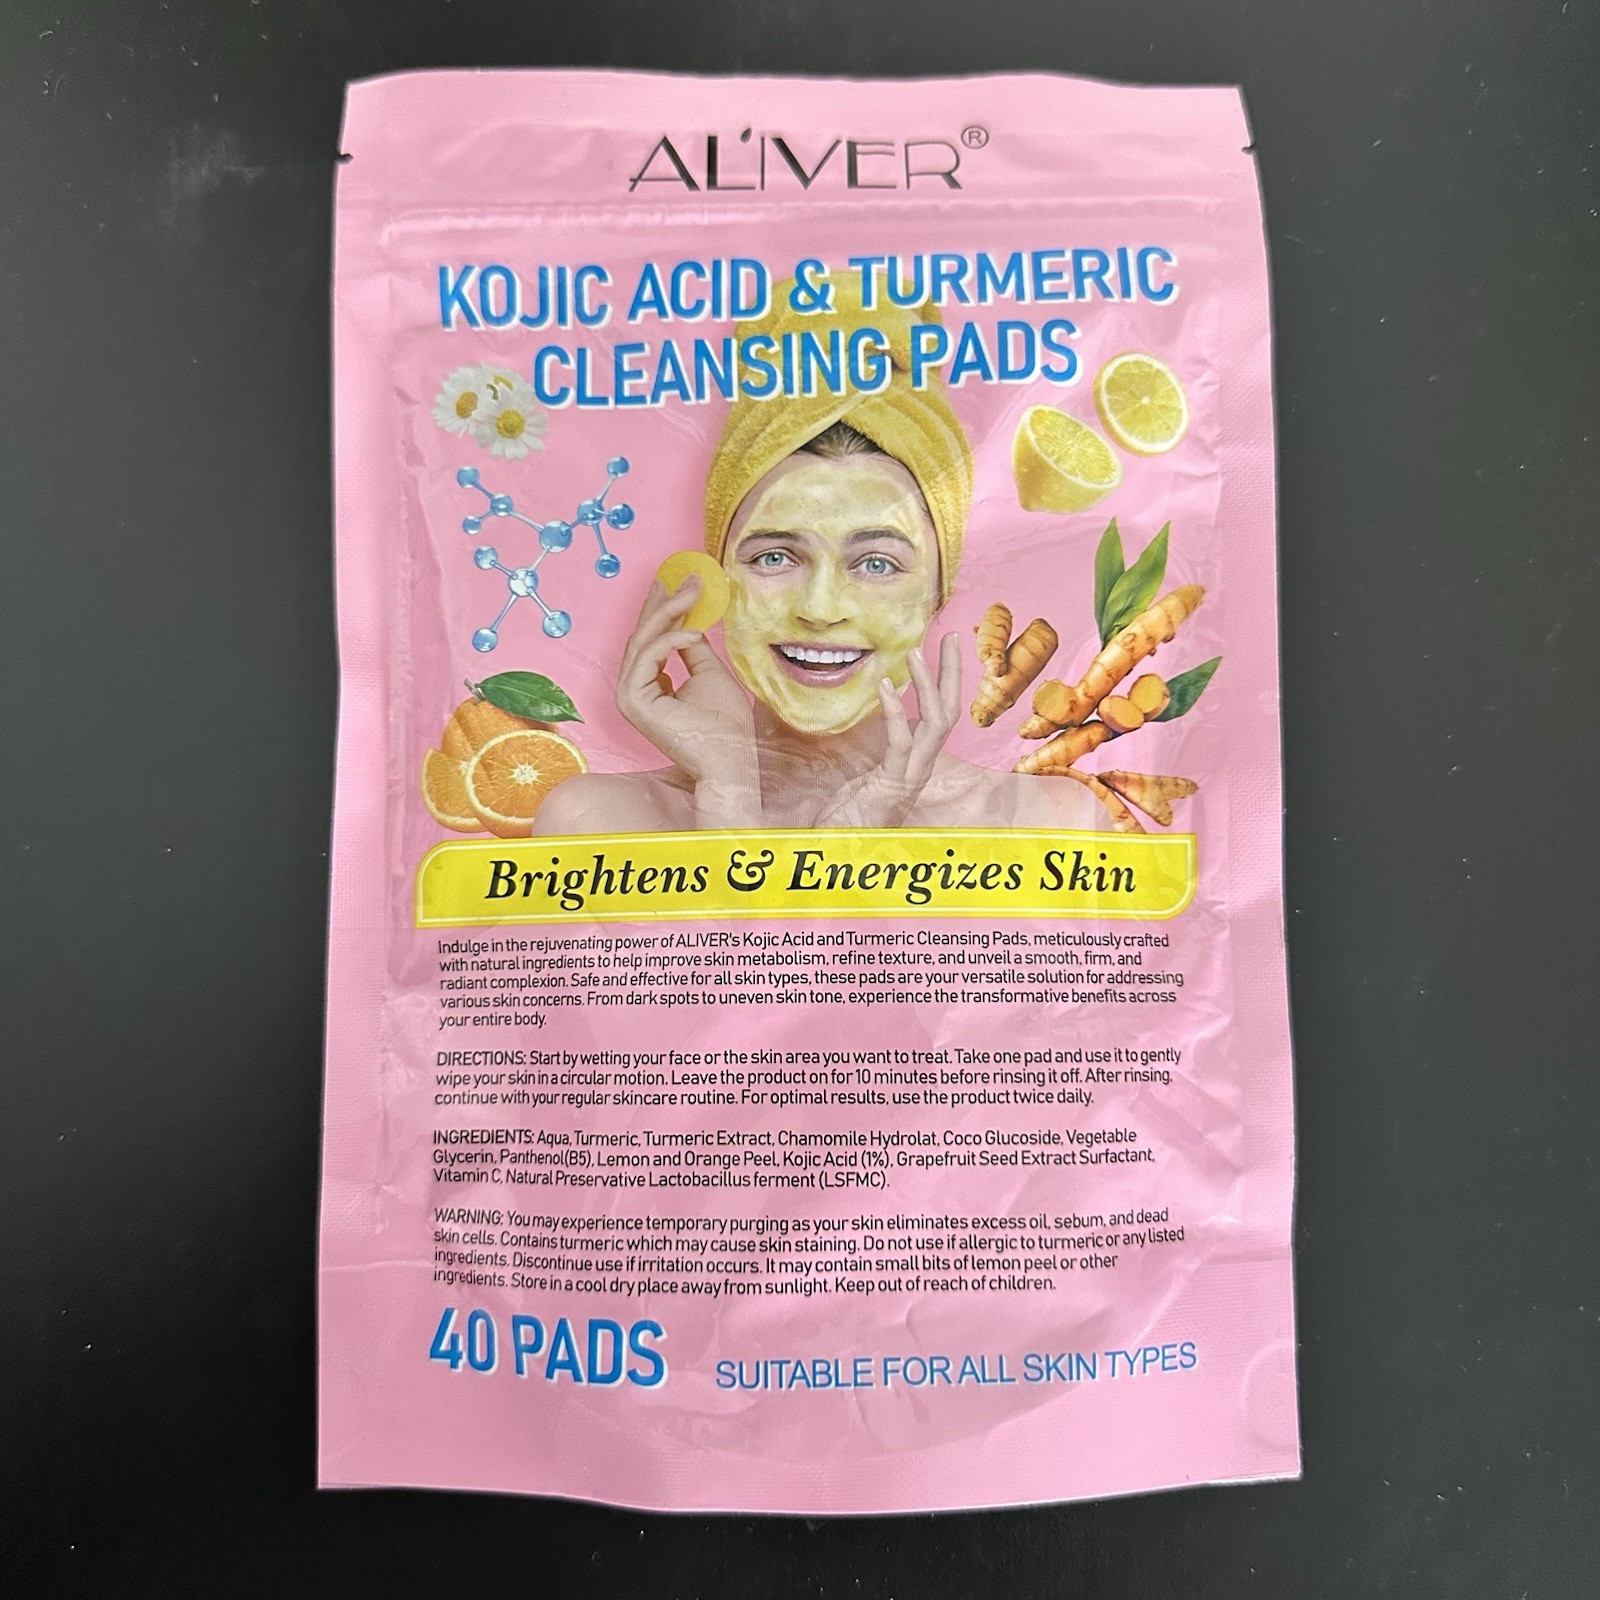 AL'IVER®
KOJIC ACID & TURMERIC
CLEANSING PADS
Brightens & Energizes Skin
Indulge in the rejuvenating power of ALIVER's Kojic Acid and Turmeric Cleansing Pads, meticulously crafted
with natural ingredients to help improve skin metabolism, refine texture, and unveil a smooth, firm, and
radiant complexion. Safe and effective for all skin types, these pads are your versatile solution for addressing
various skin concerns. From dark spots to uneven skin tone, experience the transformative benefits across
your entire body.
DIRECTIONS: Start by wetting your face or the skin area you want to treat. Take one pad and use it to gently
wipe your skin in a circular motion. Leave the product on for 10 minutes before rinsing it off. After rinsing,
continue with your regular skincare routine. For optimal results, use the product twice daily.
INGREDIENTS: Aqua, Turmeric, Turmeric Extract, Chamomile Hydrolat, Coco Glucoside, Vegetable
Glycerin, Panthenol(B5), Lemon and Orange Peel, Kojic Acid (1%), Grapefruit Seed Extract Surfactant,
Vitamin C, Natural Preservative Lactobacillus ferment (LSFMC).
WARNING: You may experience temporary purging as your skin eliminates excess oil, sebum, and dead
skin cells. Contains turmeric which may cause skin staining. Do not use if allergic to turmeric or any listed
ingredients. Discontinue use if irritation occurs. It may contain small bits of lemon peel or other
ingredients. Store in a cool dry place away from sunlight. Keep out of reach of children.
40 PADS
SUITABLE FOR ALL SKIN TYPES